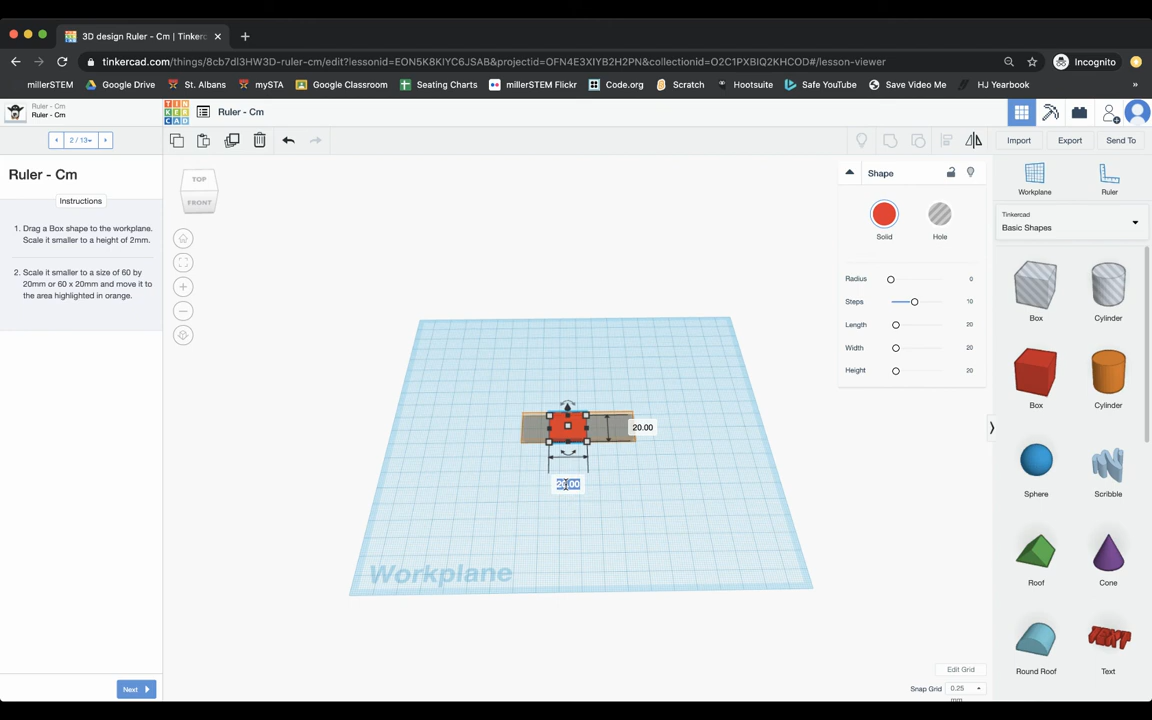 3D design Ruler - Cm | Tinkerc
tinkercad.com/things/8cb7dl3HW3D-ruler-cm/edit?lessonid=EON5K8KIYC6JSAB&projectid=OFN4E3XIYB2H2PN&collectionid=O2C1PXBIQ2KHCOD#/lesson-viewer
Incognito
millerSTEM
Google Drive
St. Albans
mySTA
Google Classroom
Seating Charts
millerSTEM Flickr
Code.org
Scratch
Hootsuite
Safe YouTube
Save Video Me
HJ Yearbook
»
Ruler - Cm
Ruler - Cm
TIN
KER
CAD
Ruler - Cm
2 / 13
Import
Export
Send To
Ruler - Cm
Instructions
1. Drag a Box shape to the workplane.
Scale it smaller to a height of 2mm.
2. Scale it smaller to a size of 60 by
20mm or 60 x 20mm and move it to
the area highlighted in orange.
Next
TOP
FRONT
20.00
20.00
Workplane
Shape
Solid
Hole
Radius 0
Steps 10
Length 20
Width 20
Height 20
Workplane
Ruler
Tinkercad
Basic Shapes
Box
Cylinder
Box
Cylinder
Sphere
Scribble
Roof
Cone
TEXT
Round Roof
Text
Edit Grid
Snap Grid 0.25
mm